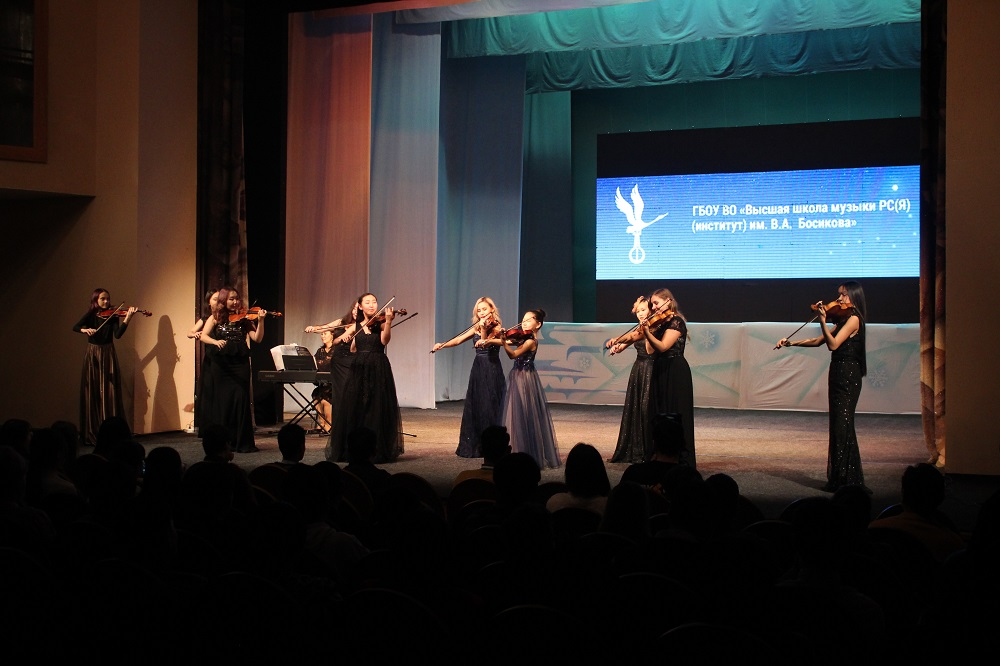 ГБОУ ВО «Высшая школа музыки РС(Я)
(институт) им. В.А. Босикова»